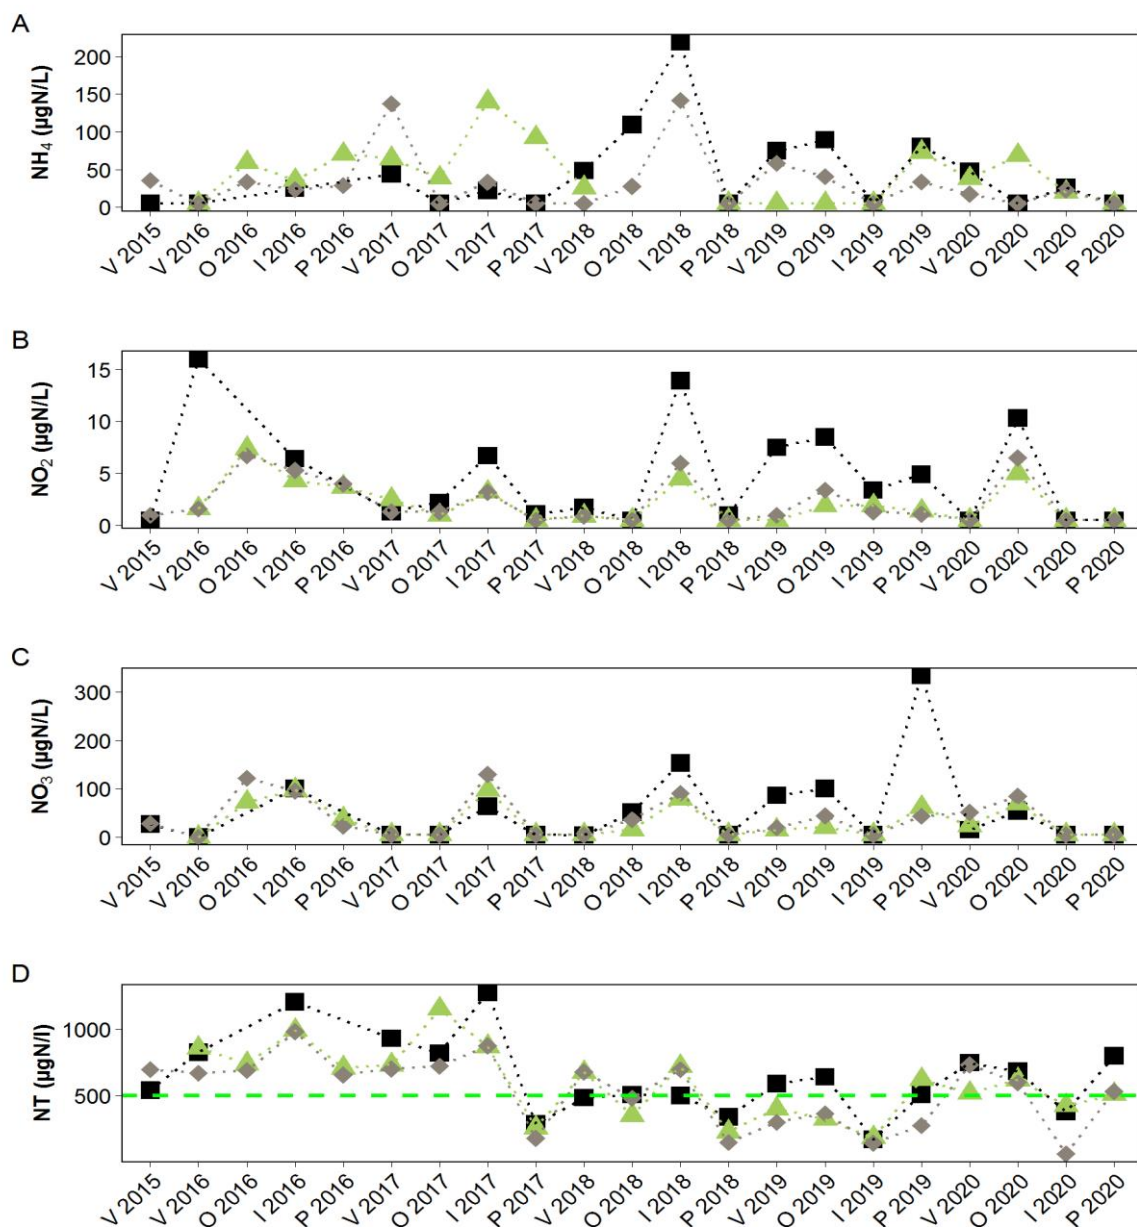 A
NH₄ (µgN/L)
200
150
100
50
0
V 2015 V 2016 O 2016 I 2016 P 2016 V 2017 O 2017 I 2017 P 2017 V 2018 O 2018 I 2018 P 2018 V 2019 O 2019 I 2019 P 2019 V 2020 O 2020 I 2020 P 2020
B
NO₂ (µgN/L)
15
10
5
0
V 2015 V 2016 O 2016 I 2016 P 2016 V 2017 O 2017 I 2017 P 2017 V 2018 O 2018 I 2018 P 2018 V 2019 O 2019 I 2019 P 2019 V 2020 O 2020 I 2020 P 2020
C
NO₃ (µgN/L)
300
200
100
0
V 2015 V 2016 O 2016 I 2016 P 2016 V 2017 O 2017 I 2017 P 2017 V 2018 O 2018 I 2018 P 2018 V 2019 O 2019 I 2019 P 2019 V 2020 O 2020 I 2020 P 2020
D
NT (µgN/l)
1000
500
V 2015 V 2016 O 2016 I 2016 P 2016 V 2017 O 2017 I 2017 P 2017 V 2018 O 2018 I 2018 P 2018 V 2019 O 2019 I 2019 P 2019 V 2020 O 2020 I 2020 P 2020